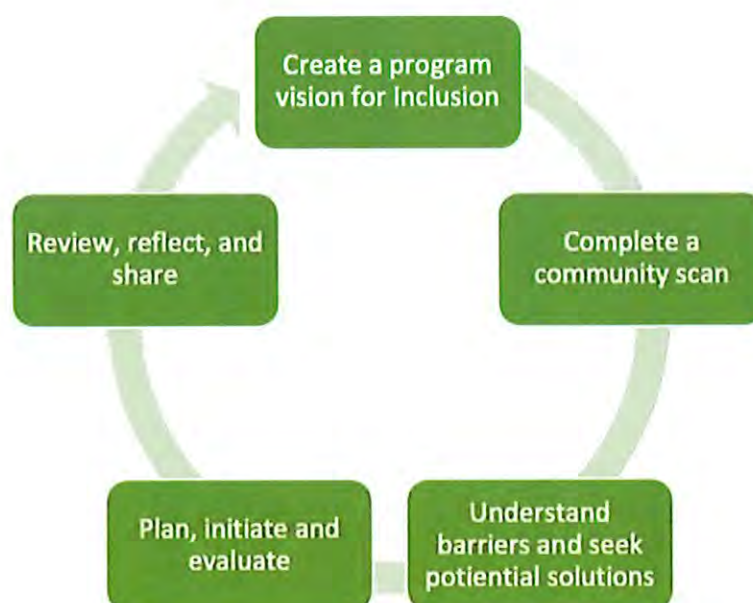 Create a program
vision for Inclusion
Complete a
community scan
Understand
barriers and seek
potiential solutions
Plan, initiate and
evaluate
Review, reflect, and
share